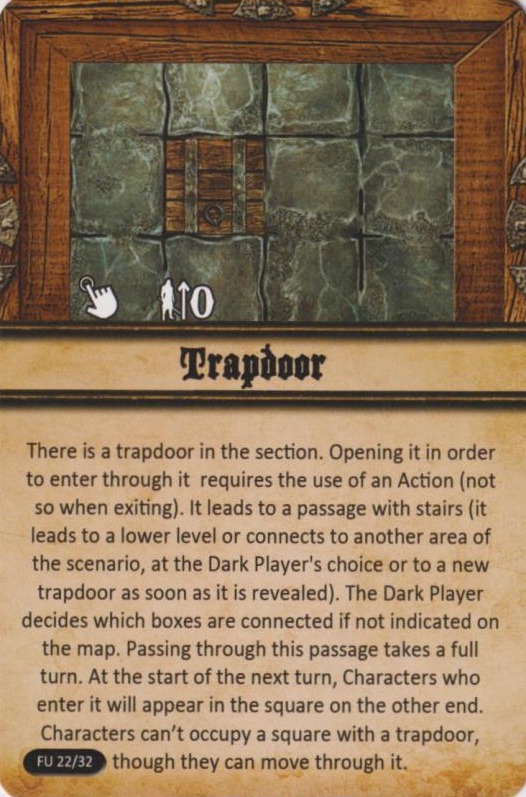 0
Trapdoor
There is a trapdoor in the section. Opening it in order
to enter through it requires the use of an Action (not
so when exiting). It leads to a passage with stairs (it
leads to a lower level or connects to another area of
the scenario, at the Dark Player's choice or to a new
trapdoor as soon as it is revealed). The Dark Player
decides which boxes are connected if not indicated on
the map. Passing through this passage takes a full
turn. At the start of the next turn, Characters who
enter it will appear in the square on the other end.
Characters can't occupy a square with a trapdoor,
FU 22/32 though they can move through it.